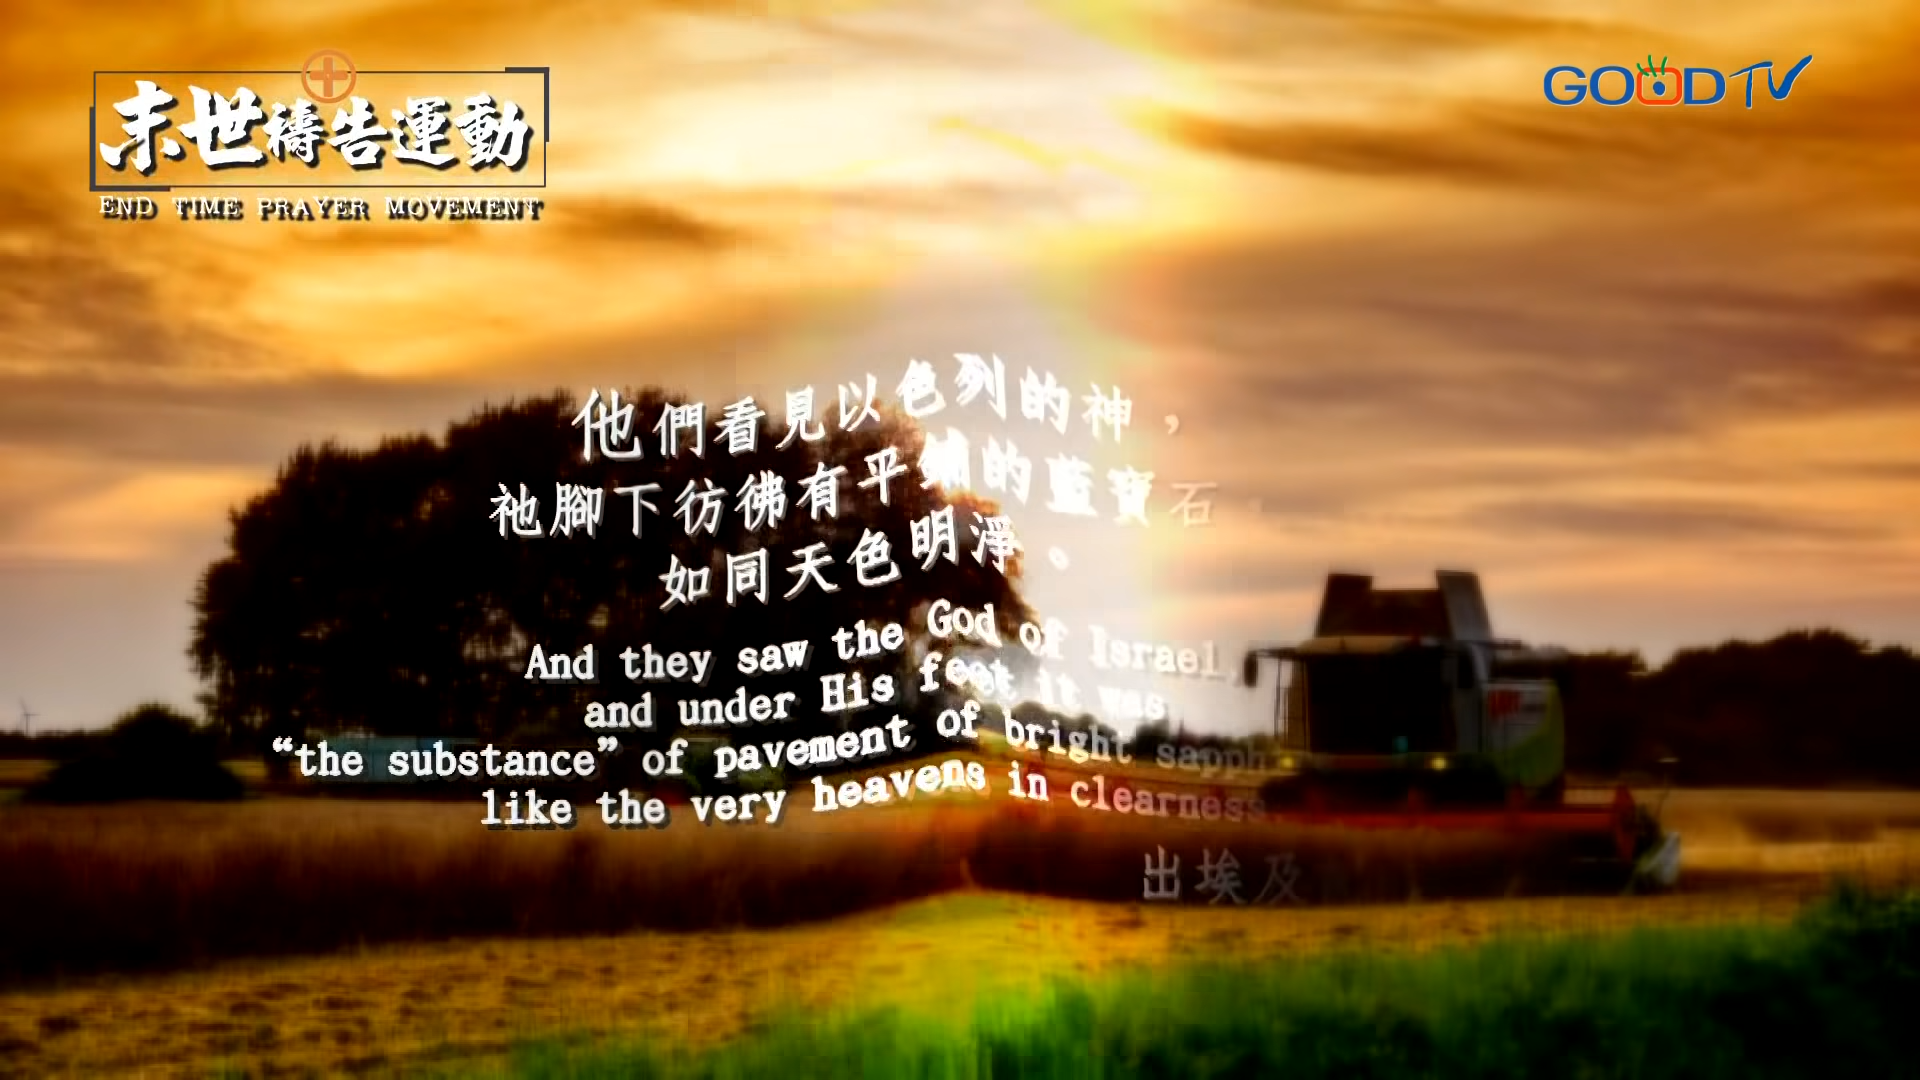 末世禱告運動
END TIME PRAYER MOVEMENT
GOOD TV
他們看見以色列的神，
祂腳下彷彿有平鋪的藍寶石，
如同天色明淨。
And they saw the God of Israel,
and under His feet it was
“the substance” of pavement of bright
like the very heavens in clearness
出埃及